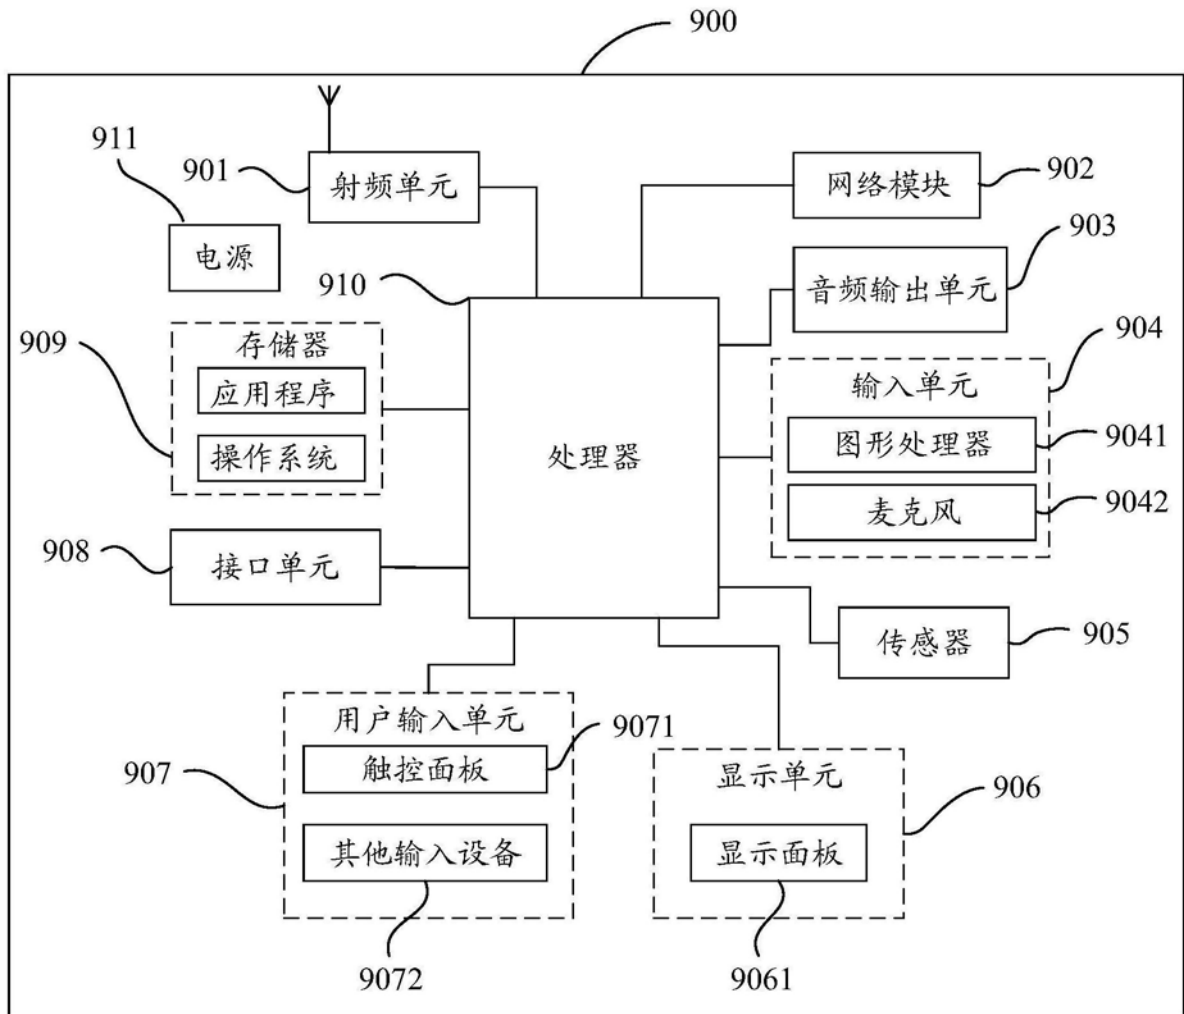 900
911
901
射频单元
网络模块
902
电源
910
音频输出单元
903
909
存储器
应用程序
操作系统
处理器
904
输入单元
图形处理器
9041
麦克风
9042
908
接口单元
传感器
905
用户输入单元
907
触控面板
9071
其他输入设备
9072
显示单元
906
显示面板
9061